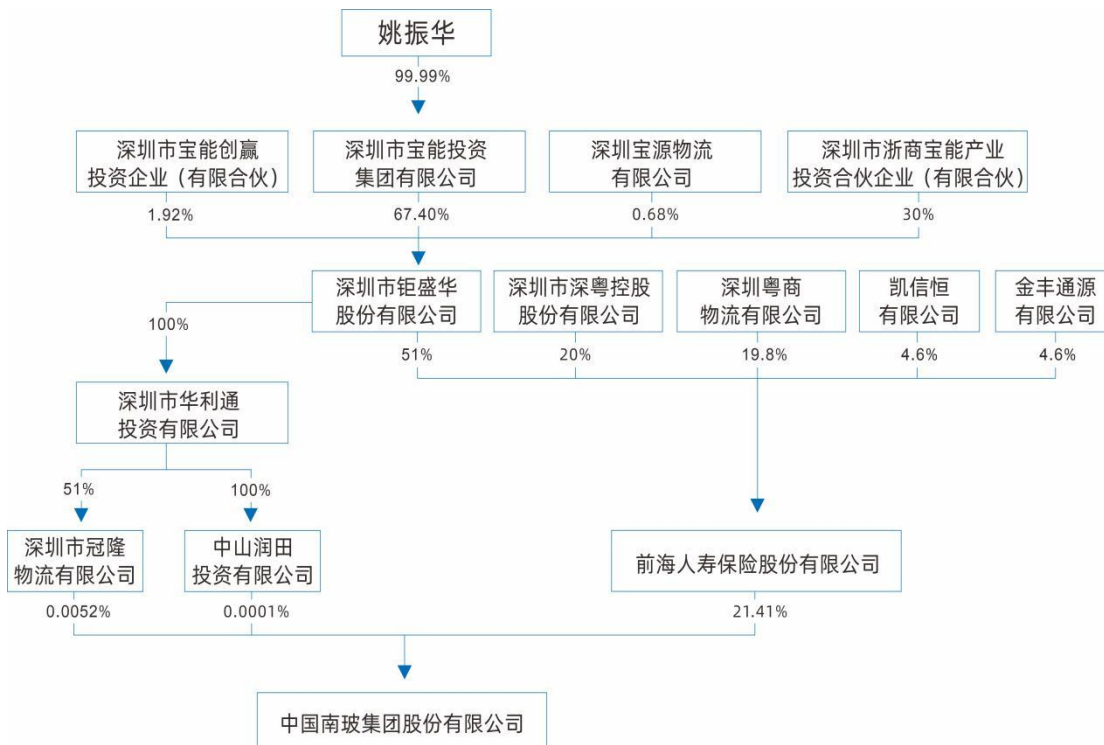 姚振华
99.99%
深圳市宝能创赢
投资企业（有限合伙）
深圳市宝能投资
集团有限公司
深圳宝源物流
有限公司
深圳市浙商宝能产业
投资合伙企业（有限合伙）
1.92%
67.40%
0.68%
30%
深圳市钜盛华
股份有限公司
深圳市深粤控股
股份有限公司
深圳粤商
物流有限公司
凯信恒
有限公司
金丰通源
有限公司
100%
51%
20%
19.8%
4.6%
4.6%
深圳市华利通
投资有限公司
51%
100%
深圳市冠隆
物流有限公司
中山润田
投资有限公司
前海人寿保险股份有限公司
0.0052%
0.0001%
21.41%
中国南玻集团股份有限公司